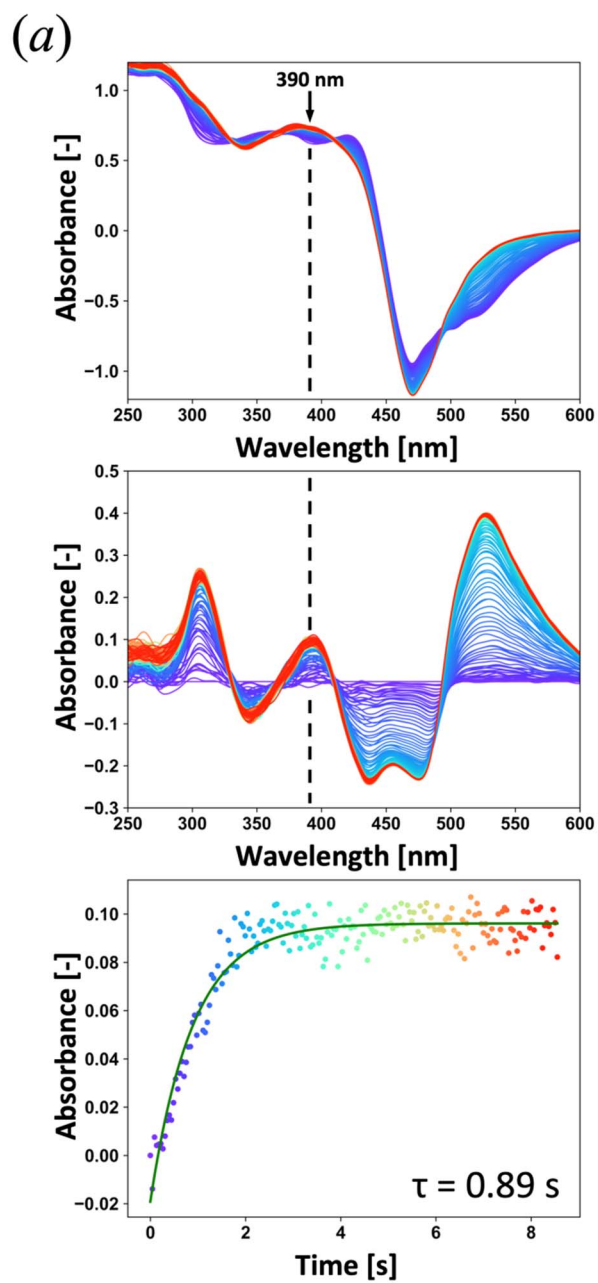 (a)
390 nm
Absorbance [-]
1.0
0.5
0.0
−0.5
−1.0
250 300 350 400 450 500 550 600
Wavelength [nm]
Absorbance [-]
0.5
0.4
0.3
0.2
0.1
0.0
−0.1
−0.2
−0.3
250 300 350 400 450 500 550 600
Wavelength [nm]
Absorbance [-]
0.10
0.08
0.06
0.04
0.02
0.00
−0.02
τ = 0.89 s
0 2 4 6 8
Time [s]